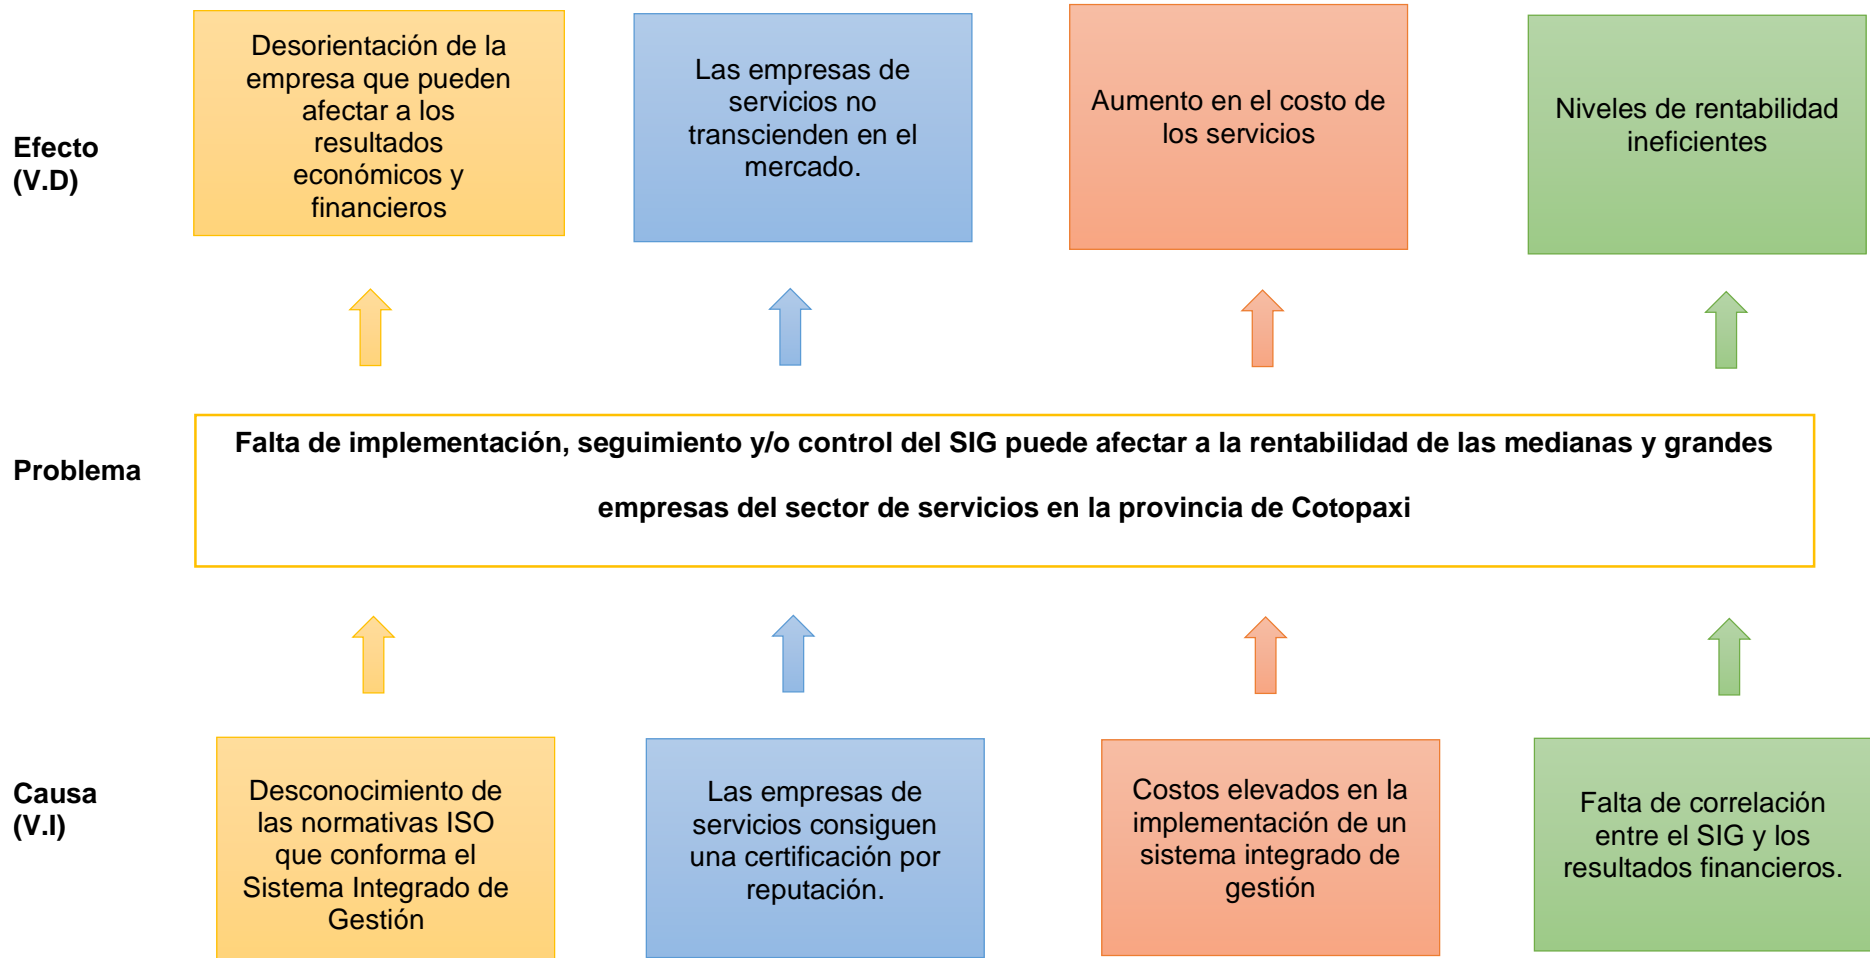 Efecto
(V.D)
Desorientación de la
empresa que pueden
afectar a los
resultados
económicos y
financieros
Las empresas de
servicios no
transcienden en el
mercado.
Aumento en el costo de
los servicios
Niveles de rentabilidad
ineficientes
Problema
Falta de implementación, seguimiento y/o control del SIG puede afectar a la rentabilidad de las medianas y grandes
empresas del sector de servicios en la provincia de Cotopaxi
Causa
(V.I)
Desconocimiento de
las normativas ISO
que conforma el
Sistema Integrado de
Gestión
Las empresas de
servicios consiguen
una certificación por
reputación.
Costos elevados en la
implementación de un
sistema integrado de
gestión
Falta de correlación
entre el SIG y los
resultados financieros.